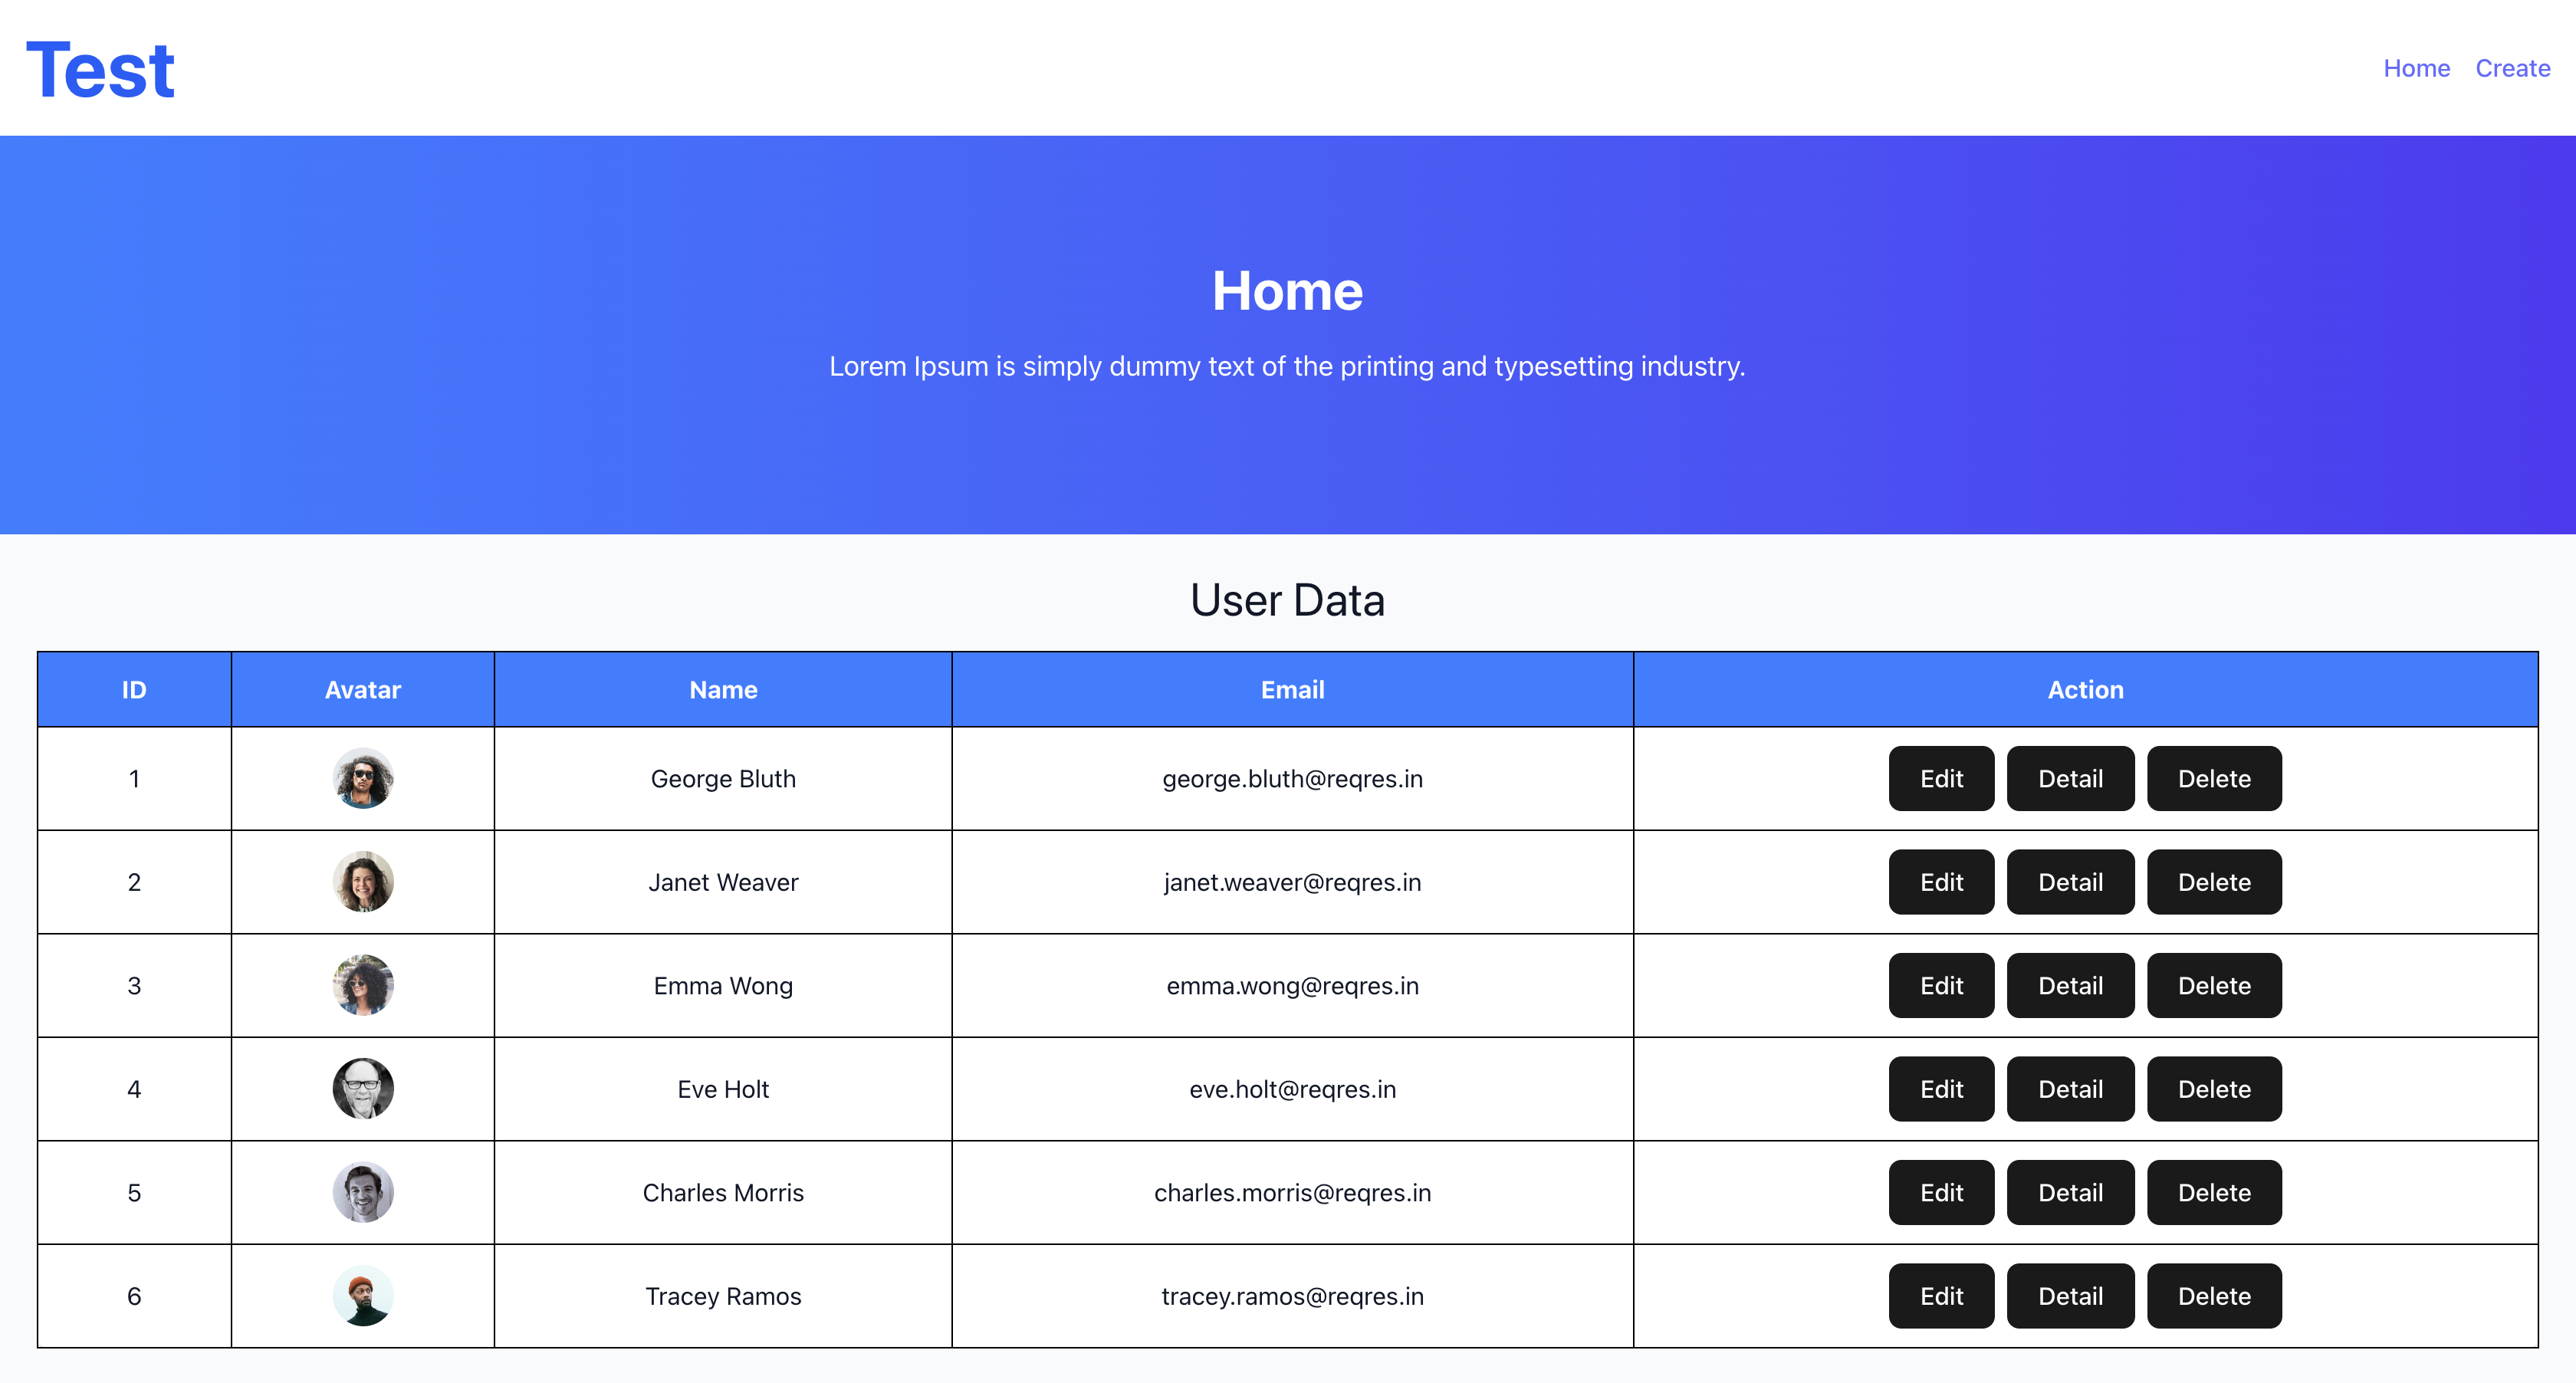 Test
Home Create
Home
Lorem Ipsum is simply dummy text of the printing and typesetting industry.
User Data
ID Avatar Name Email Action
1 George Bluth george.bluth@reqres.in Edit Detail Delete
2 Janet Weaver janet.weaver@reqres.in Edit Detail Delete
3 Emma Wong emma.wong@reqres.in Edit Detail Delete
4 Eve Holt eve.holt@reqres.in Edit Detail Delete
5 Charles Morris charles.morris@reqres.in Edit Detail Delete
6 Tracey Ramos tracey.ramos@reqres.in Edit Detail Delete